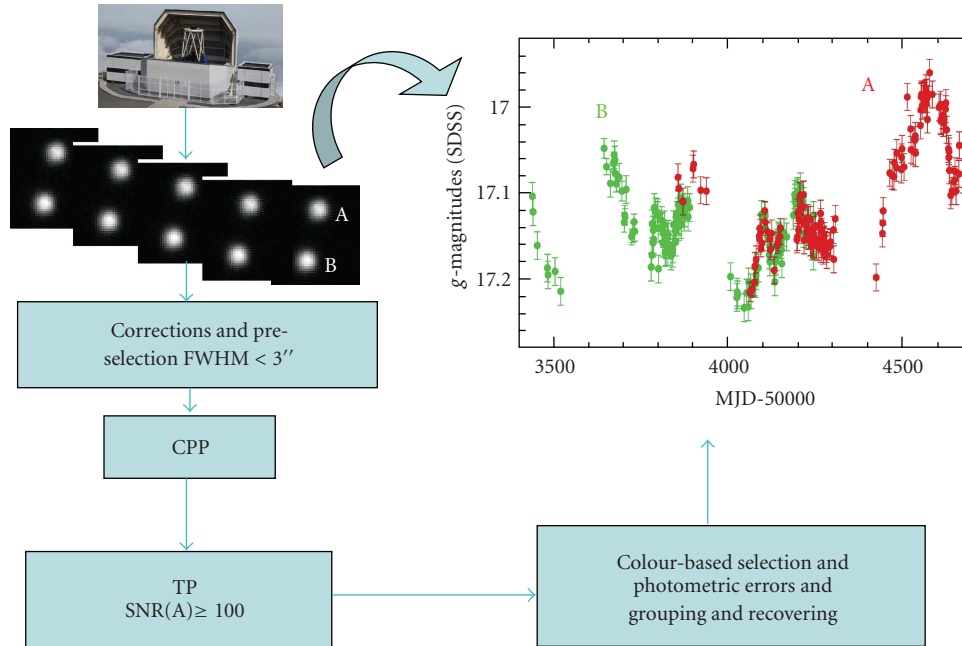 A
B
Corrections and pre-
selection FWHM < 3′′
CPP
TP
SNR(A)≥ 100
Colour-based selection and
photometric errors and
grouping and recovering
g-magnitudes (SDSS)
17
17.1
17.2
B
A
3500
4000
4500
MJD-50000